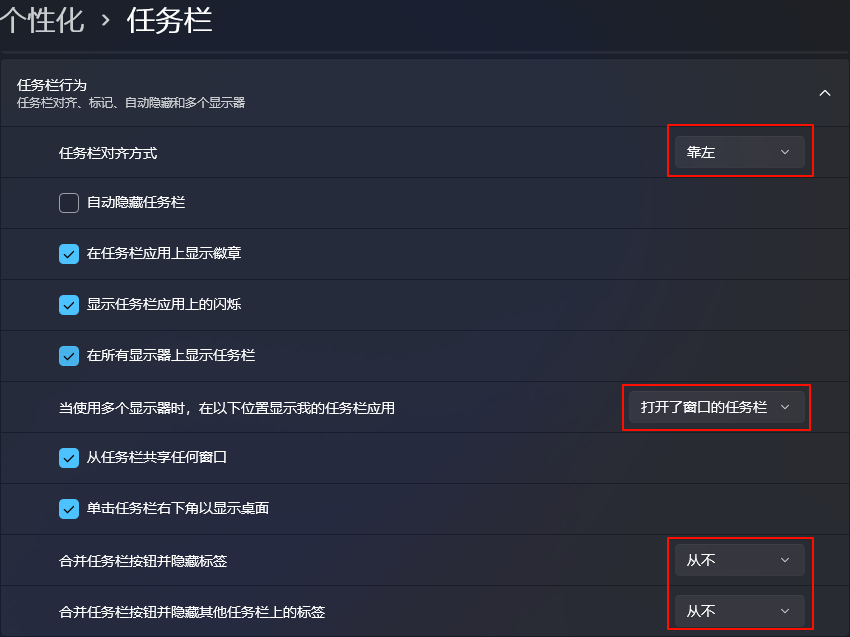 个性化 › 任务栏
任务栏行为
任务栏对齐、标记、自动隐藏和多个显示器
任务栏对齐方式 靠左
自动隐藏任务栏
在任务栏应用上显示徽章
显示任务栏应用上的闪烁
在所有显示器上显示任务栏
当使用多个显示器时，在以下位置显示我的任务栏应用 打开了窗口的任务栏
从任务栏共享任何窗口
单击任务栏右下角以显示桌面
合并任务栏按钮并隐藏标签 从不
合并任务栏按钮并隐藏其他任务栏上的标签 从不